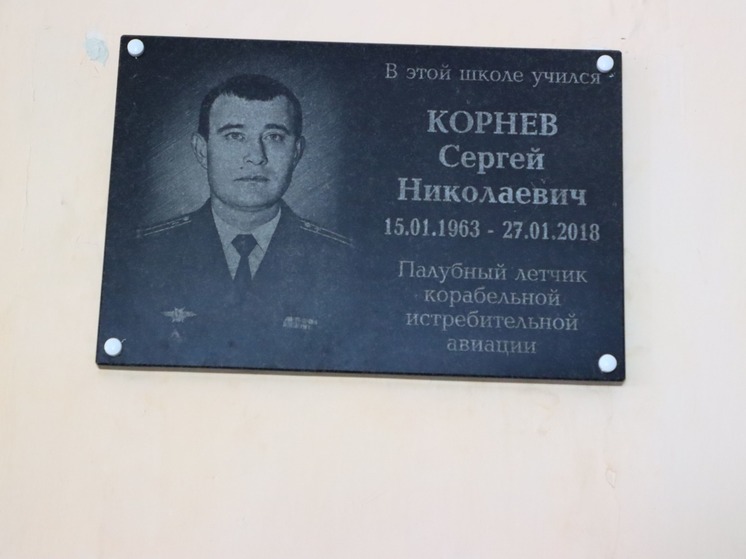 В этой школе учился
КОРНЕВ
Сергей
Николаевич
15.01.1963 - 27.01.2018
Палубный летчик
корабельной
истребительной
авиации